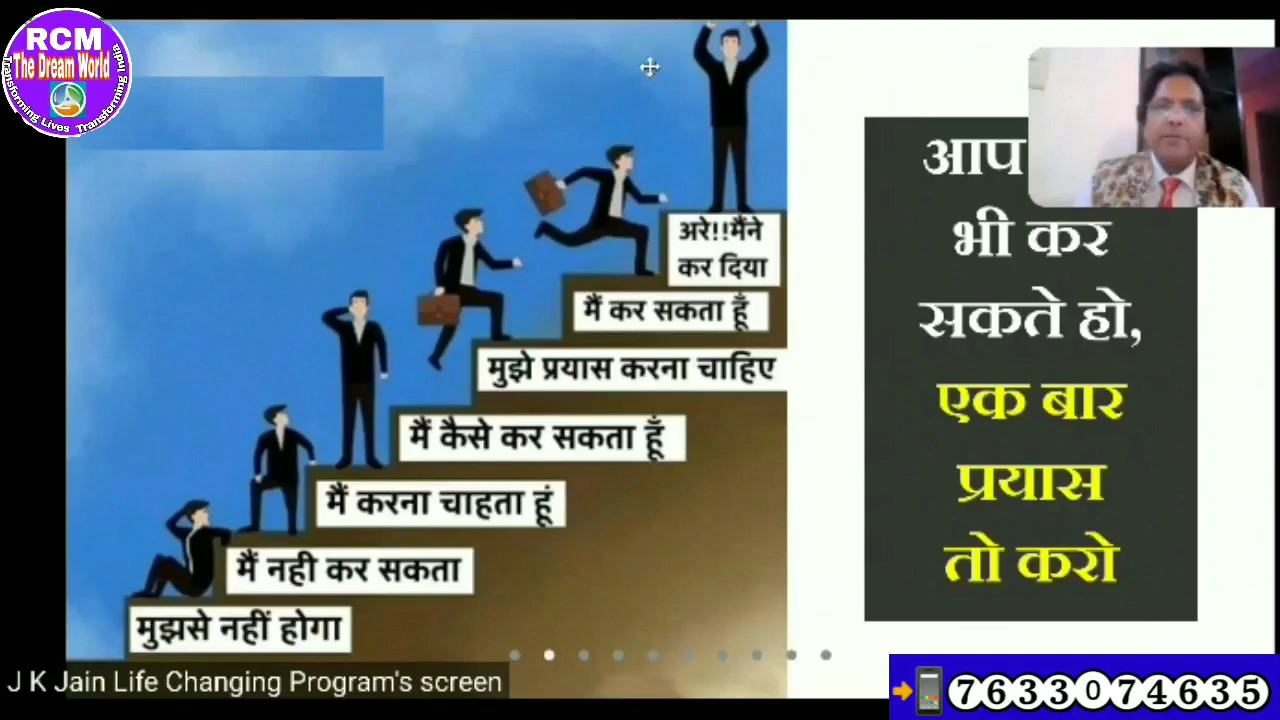 RCM
The Dream World
Transforming Lives Transforming India
अरे!!मैंने
कर दिया
मैं कर सकता हूँ
मुझे प्रयास करना चाहिए
मैं कैसे कर सकता हूँ
मैं करना चाहता हूं
मैं नही कर सकता
मुझसे नहीं होगा
आप
भी कर
सकते हो,
एक बार
प्रयास
तो करो
J K Jain Life Changing Program's screen
7633074635